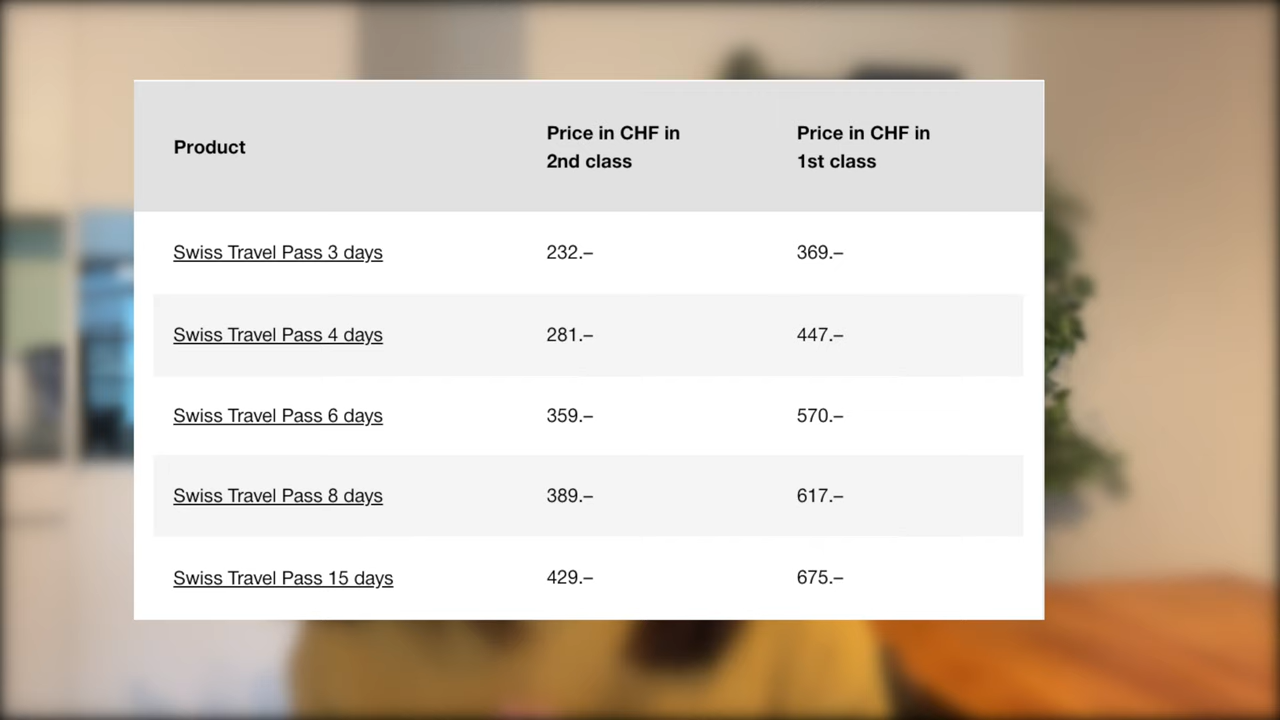 Product
Price in CHF in
2nd class
Price in CHF in
1st class
Swiss Travel Pass 3 days 232.– 369.–
Swiss Travel Pass 4 days 281.– 447.–
Swiss Travel Pass 6 days 359.– 570.–
Swiss Travel Pass 8 days 389.– 617.–
Swiss Travel Pass 15 days 429.– 675.–